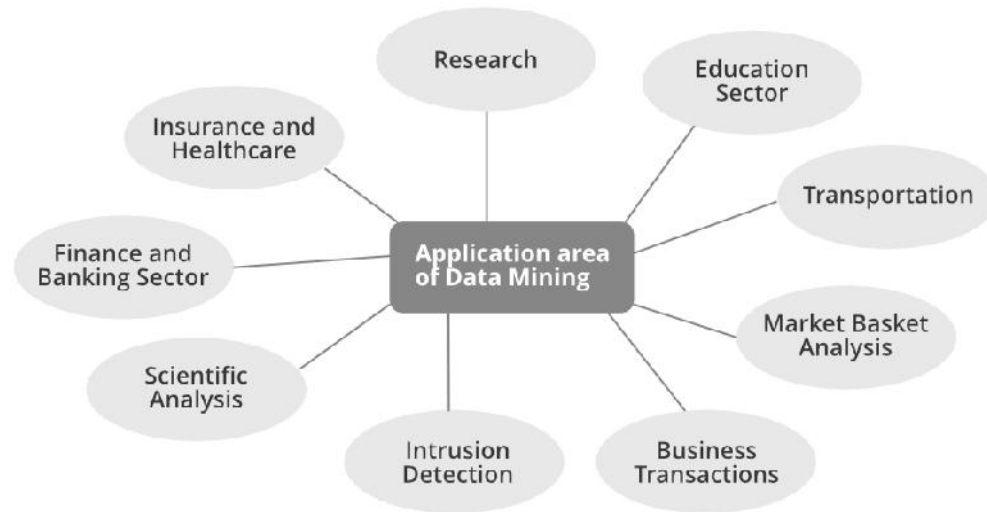 Research
Education
Sector
Insurance and
Healthcare
Transportation
Application area
of Data Mining
Finance and
Banking Sector
Market Basket
Analysis
Scientific
Analysis
Intrusion
Detection
Business
Transactions